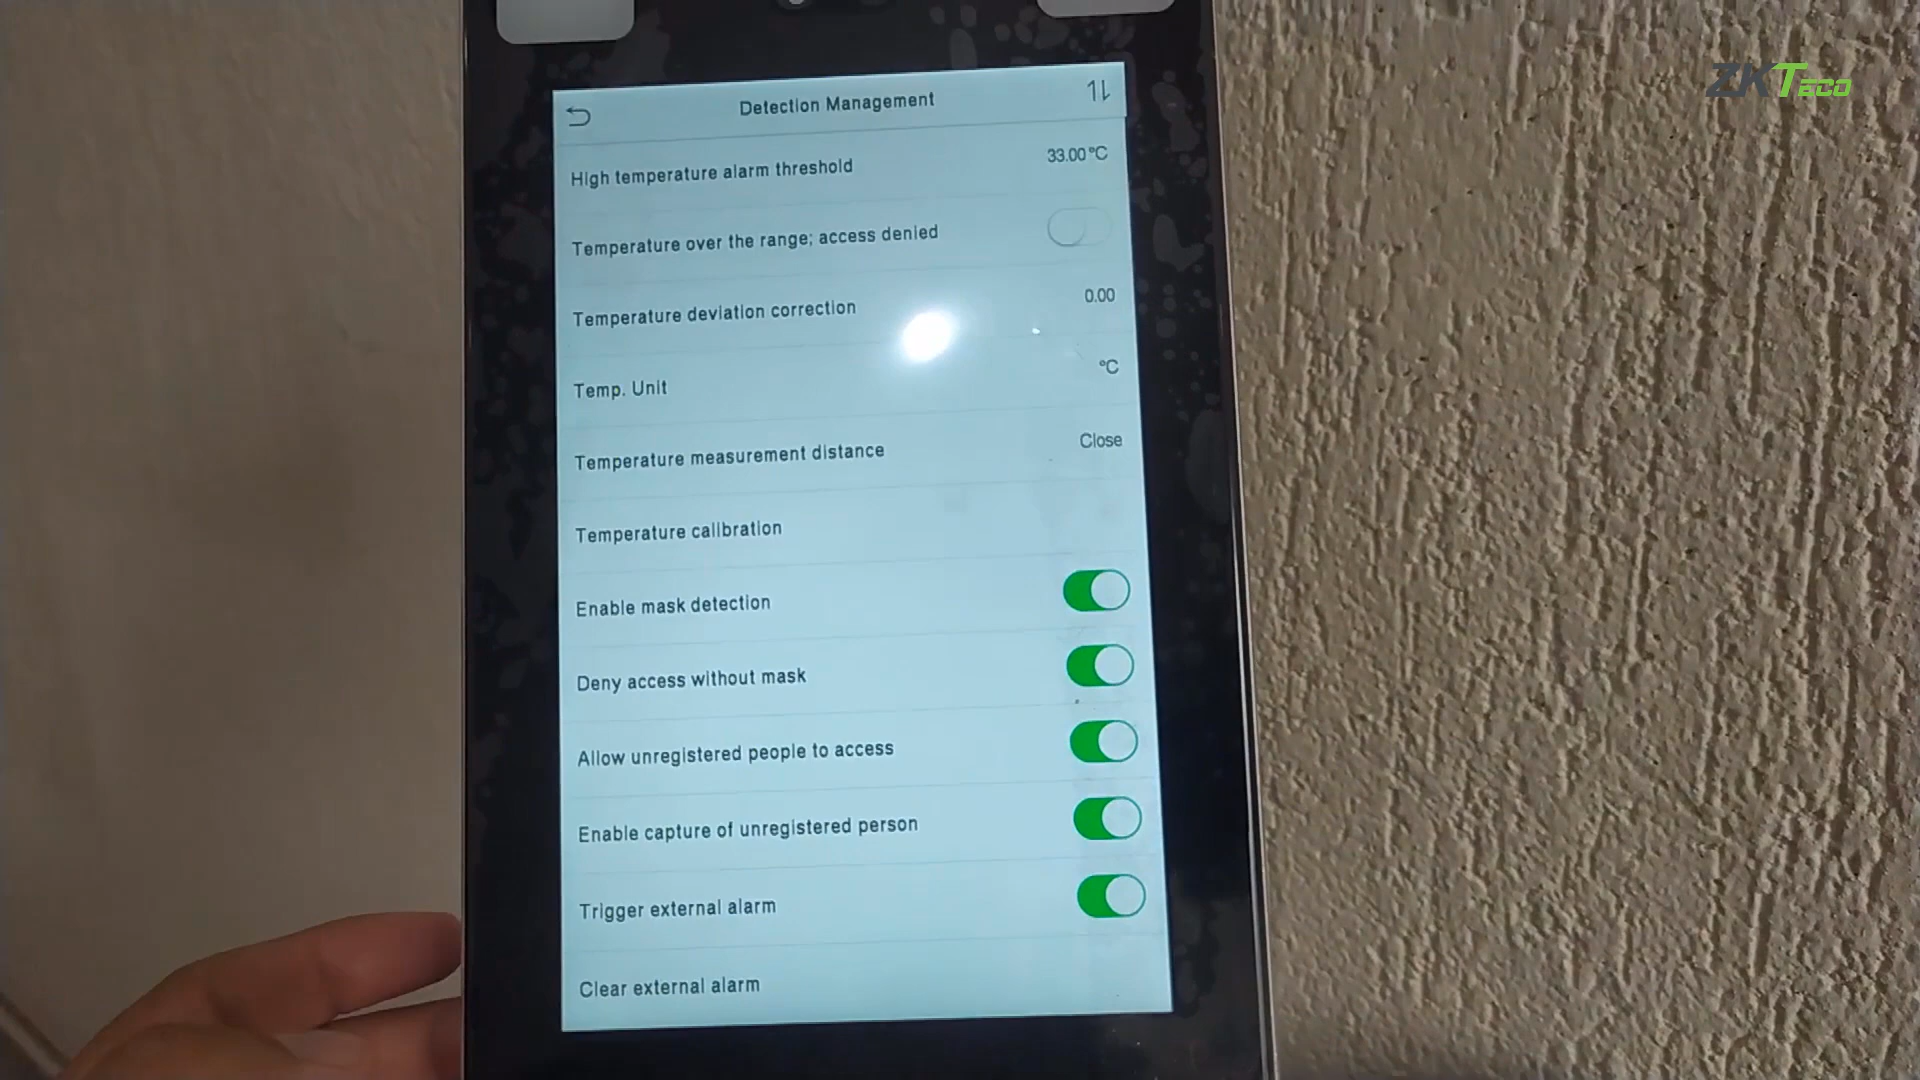 ZKTeco
Detection Management
High temperature alarm threshold 33.00°C
Temperature over the range; access denied
Temperature deviation correction 0.00
Temp. Unit °C
Temperature measurement distance Close
Temperature calibration
Enable mask detection
Deny access without mask
Allow unregistered people to access
Enable capture of unregistered person
Trigger external alarm
Clear external alarm